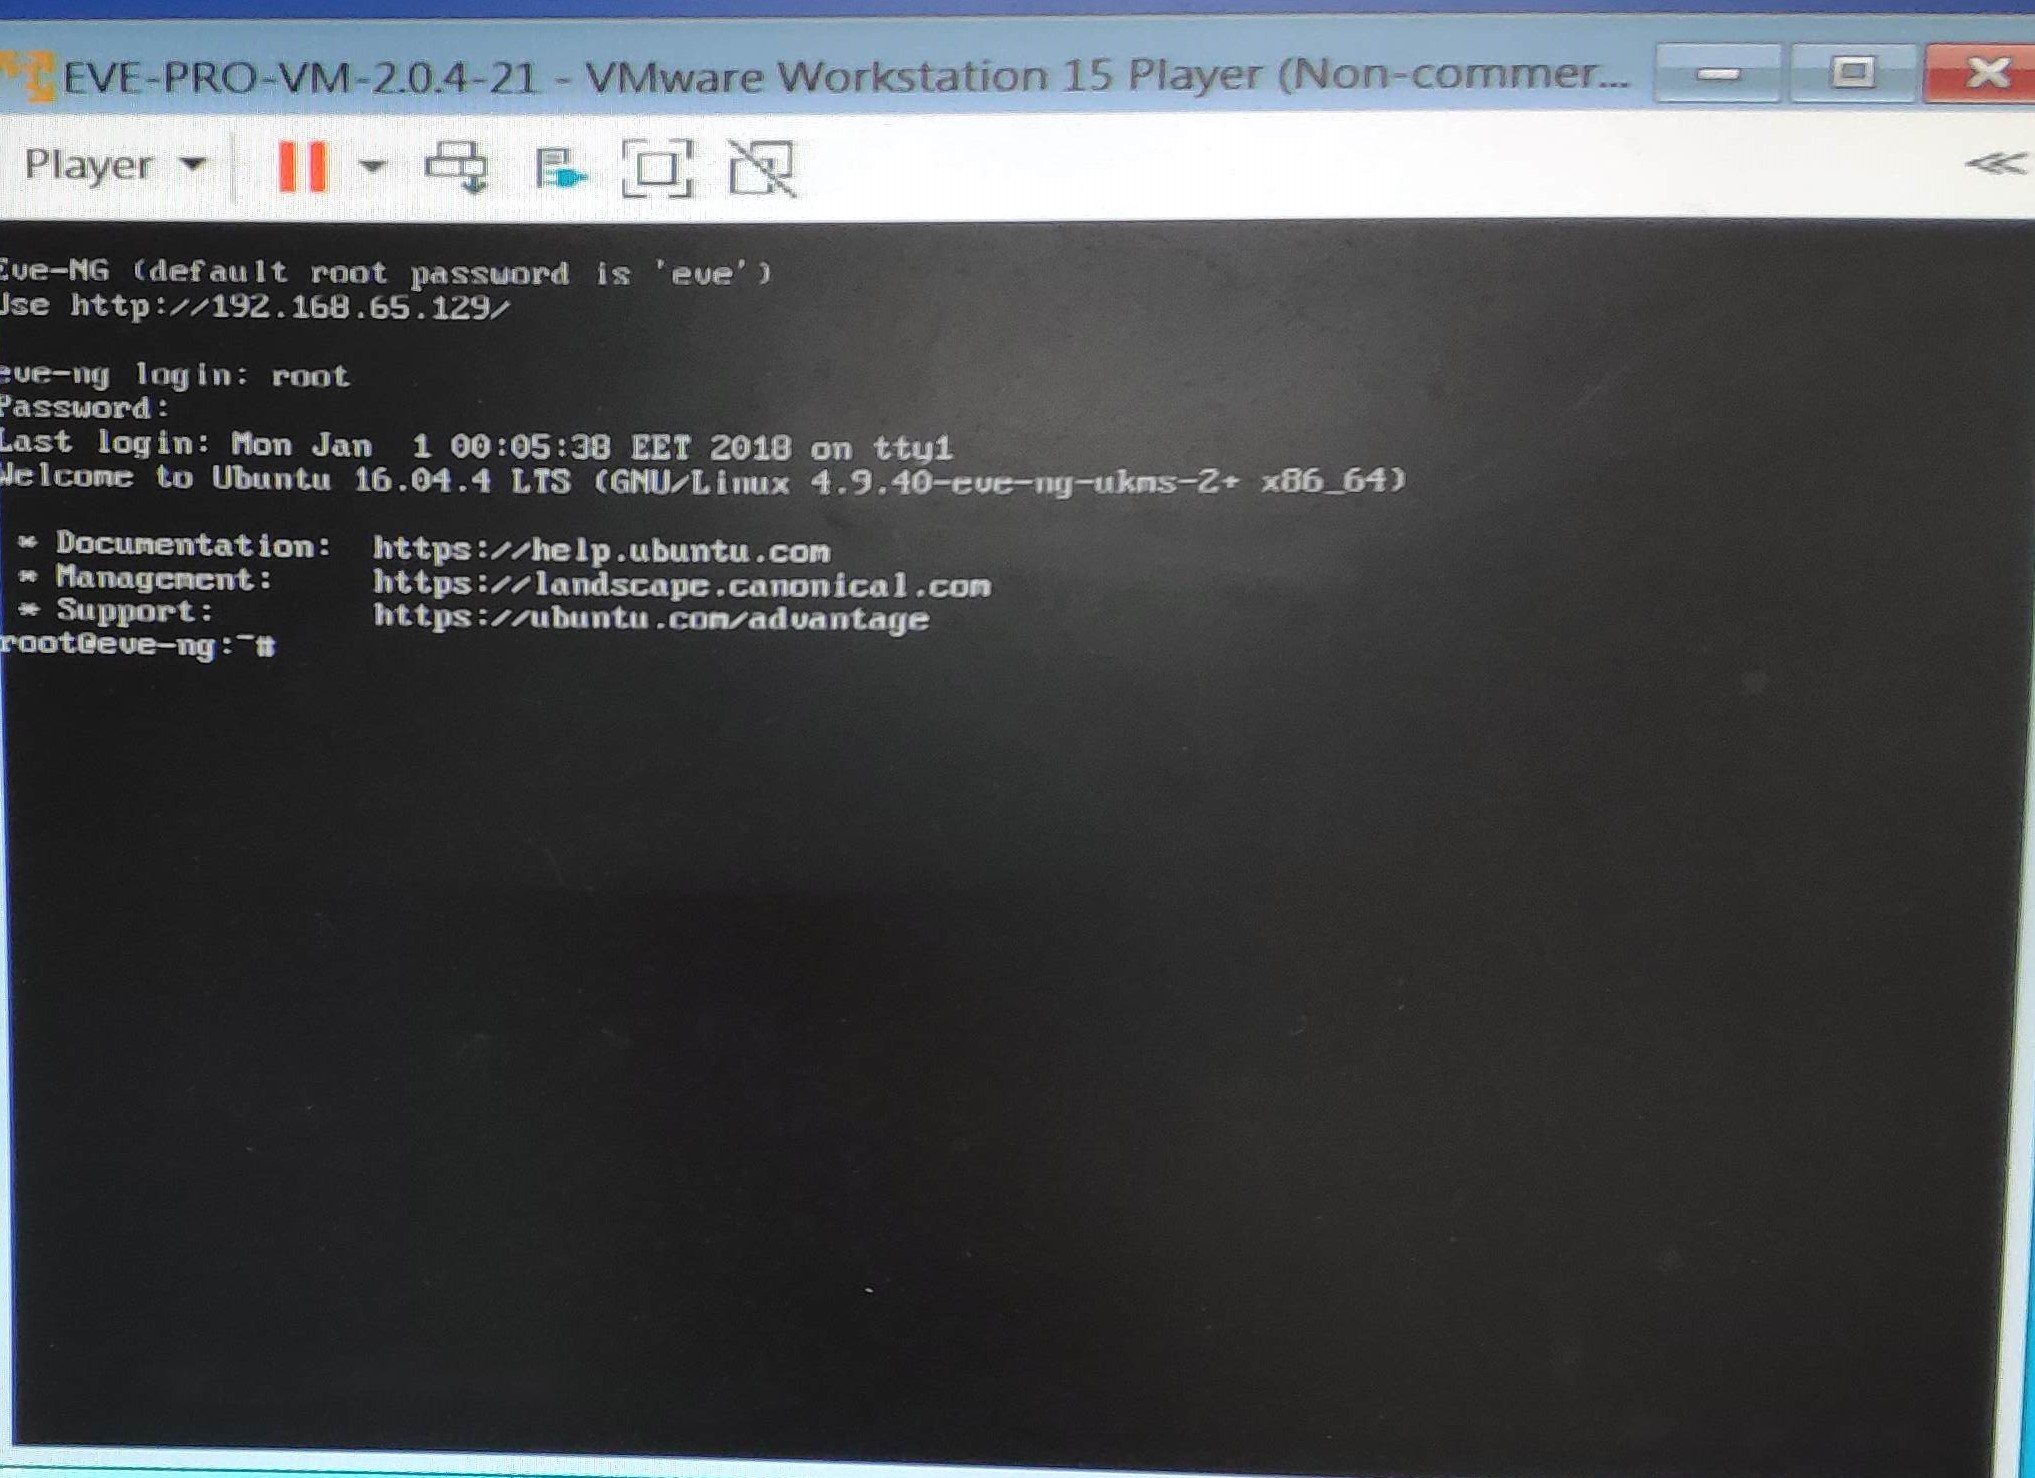 EVE-PRO-VM-2.0.4-21 - VMware Workstation 15 Player (Non-commer...
Player
Eve-NG (default root password is 'eve')
Use http://192.168.65.129/
eve-ng login: root
Password:
Last login: Mon Jan  1 00:05:38 EET 2018 on tty1
Welcome to Ubuntu 16.04.4 LTS (GNU/Linux 4.9.40-eve-ng-ukms-2+ x86_64)
* Documentation:  https://help.ubuntu.com
* Management:     https://landscape.canonical.com
* Support:        https://ubuntu.com/advantage
root@eve-ng:~#